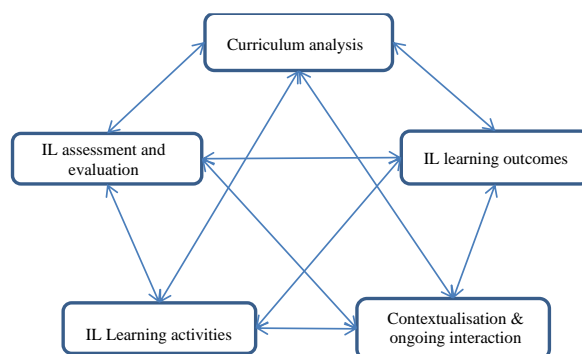 Curriculum analysis
IL assessment and
evaluation
IL learning outcomes
IL Learning activities
Contextualisation &
ongoing interaction